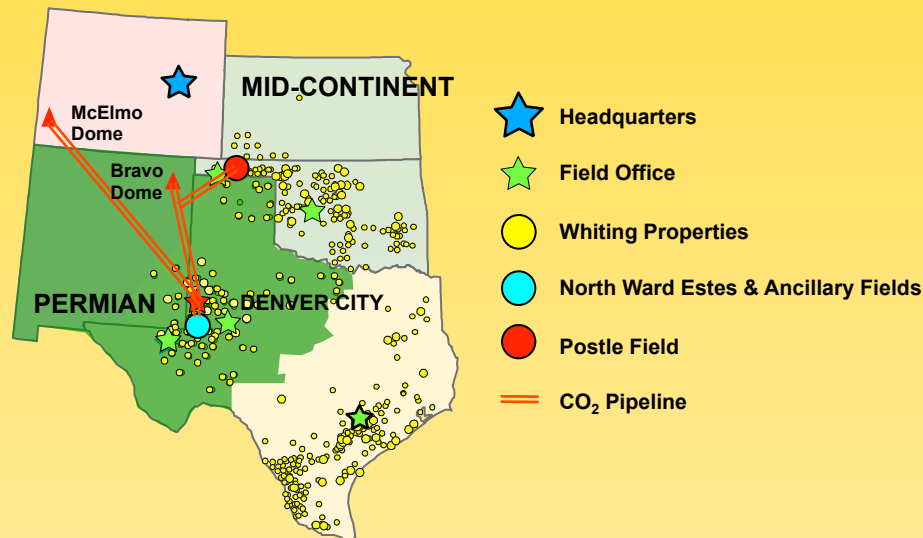 MID-CONTINENT
McElmo
Dome
Bravo
Dome
PERMIAN
DENVER CITY
Headquarters
Field Office
Whiting Properties
North Ward Estes & Ancillary Fields
Postle Field
CO₂ Pipeline